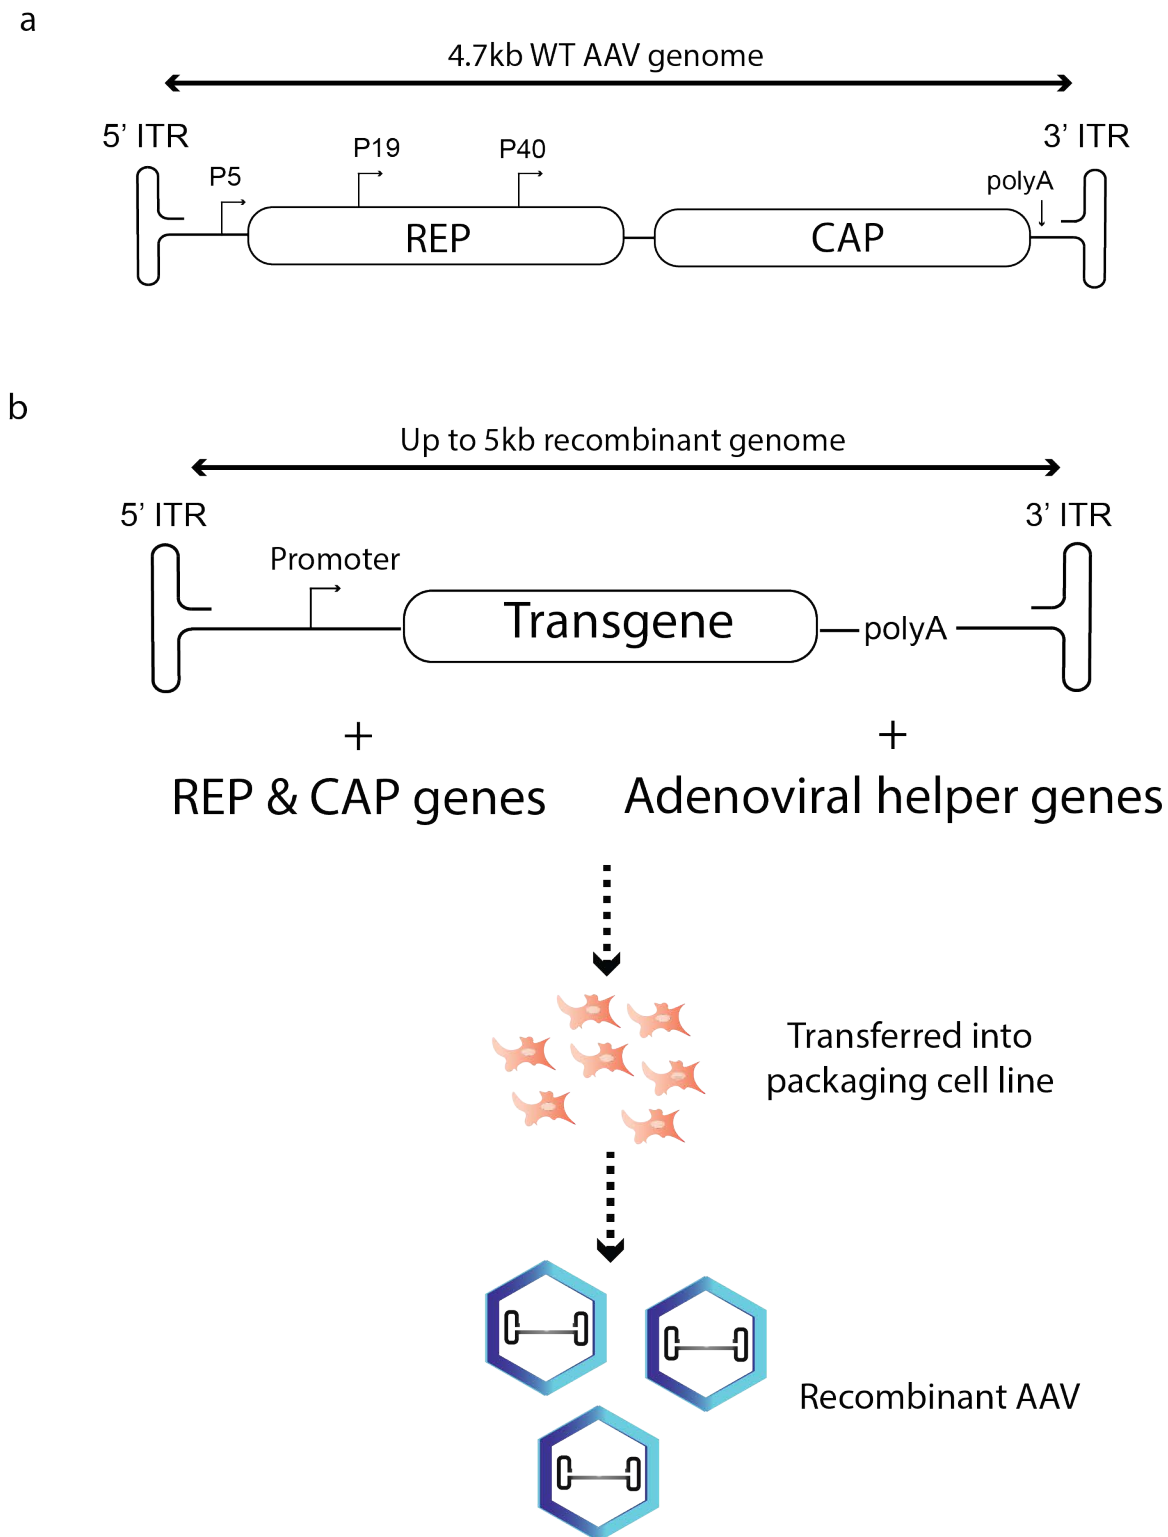 a
4.7kb WT AAV genome
5’ ITR
3’ ITR
P5
P19
P40
polyA
REP
CAP
b
Up to 5kb recombinant genome
5’ ITR
3’ ITR
Promoter
Transgene
polyA
+
+
REP & CAP genes
Adenoviral helper genes
Transferred into
packaging cell line
Recombinant AAV